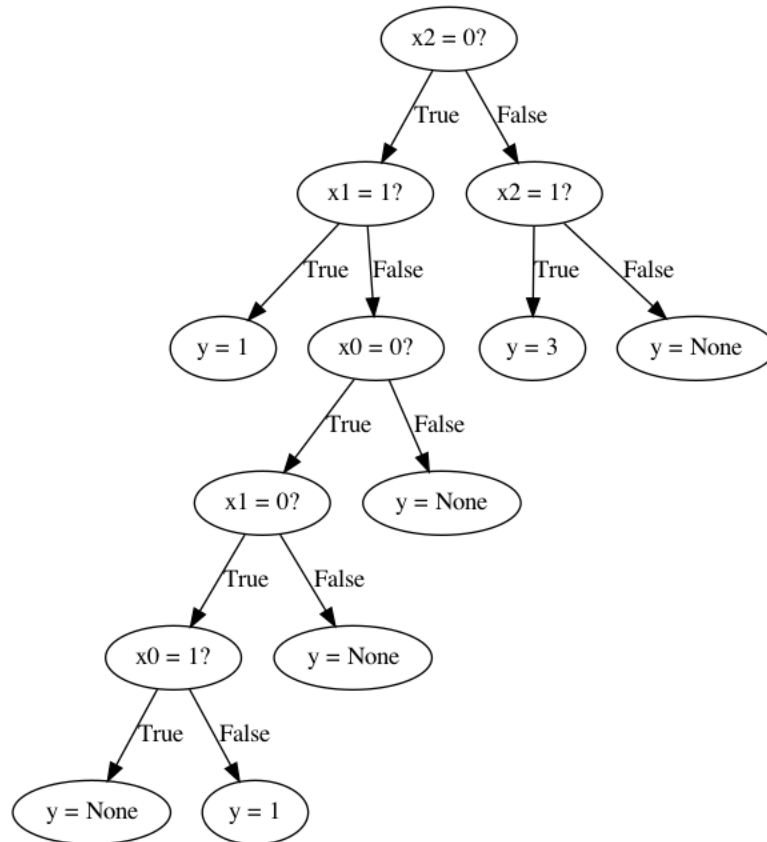 x2 = 0?
True
False
x1 = 1?
x2 = 1?
True
False
True
False
y = 1
x0 = 0?
y = 3
y = None
True
False
x1 = 0?
y = None
True
False
x0 = 1?
y = None
True
False
y = None
y = 1